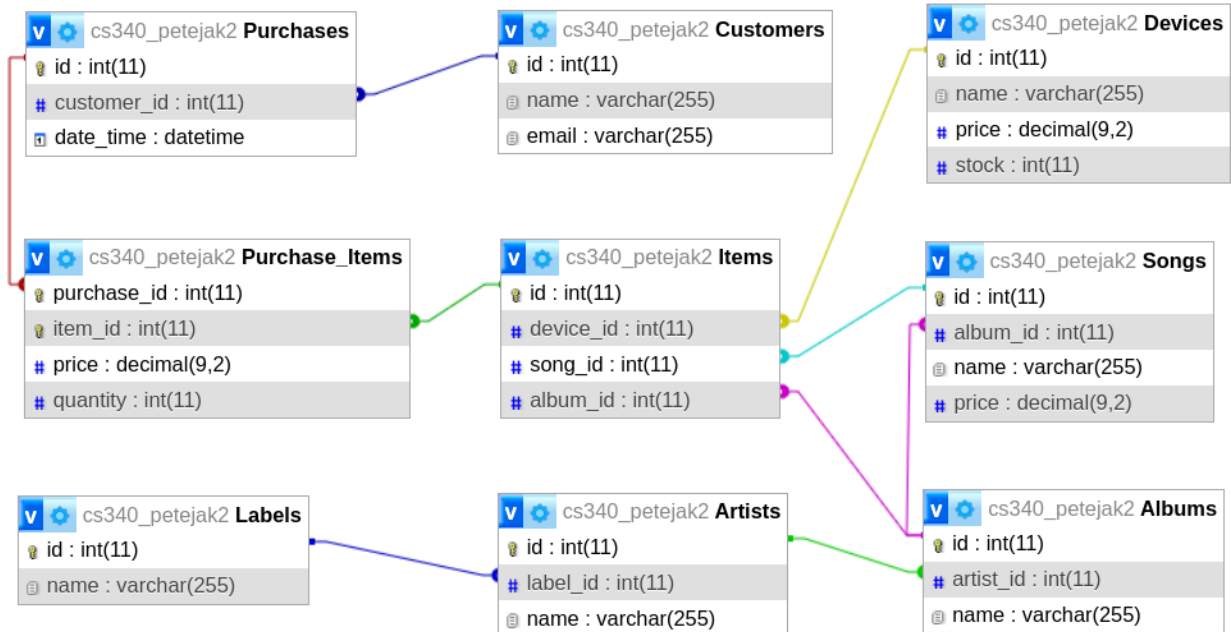 cs340_petejak2 Purchases
id : int(11)
customer_id : int(11)
date_time : datetime
cs340_petejak2 Customers
id : int(11)
name : varchar(255)
email : varchar(255)
cs340_petejak2 Devices
id : int(11)
name : varchar(255)
price : decimal(9,2)
stock : int(11)
cs340_petejak2 Purchase_Items
purchase_id : int(11)
item_id : int(11)
price : decimal(9,2)
quantity : int(11)
cs340_petejak2 Items
id : int(11)
device_id : int(11)
song_id : int(11)
album_id : int(11)
cs340_petejak2 Songs
id : int(11)
album_id : int(11)
name : varchar(255)
price : decimal(9,2)
cs340_petejak2 Labels
id : int(11)
name : varchar(255)
cs340_petejak2 Artists
id : int(11)
label_id : int(11)
name : varchar(255)
cs340_petejak2 Albums
id : int(11)
artist_id : int(11)
name : varchar(255)